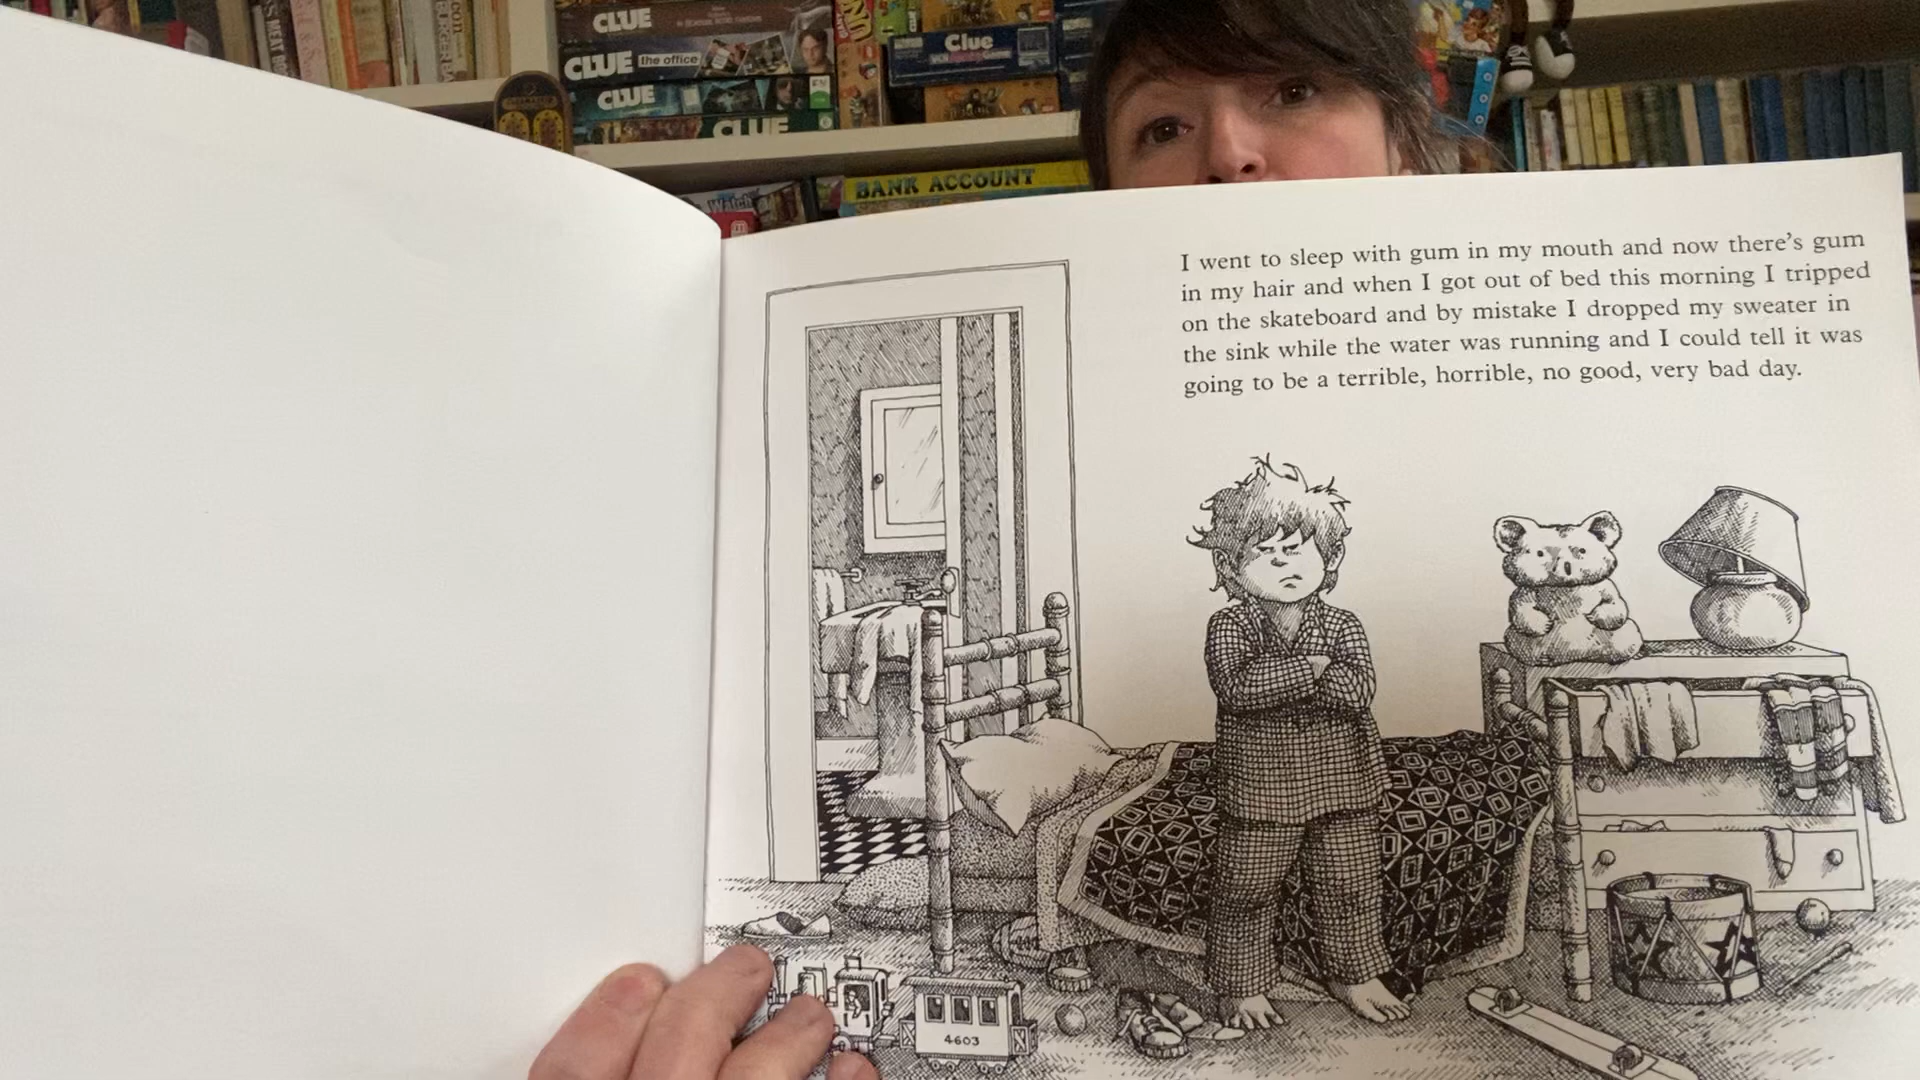 CLUE
CLUE the office
CLUE
CLUE
Clue
BANK ACCOUNT
I went to sleep with gum in my mouth and now there's gum
in my hair and when I got out of bed this morning I tripped
on the skateboard and by mistake I dropped my sweater in
the sink while the water was running and I could tell it was
going to be a terrible, horrible, no good, very bad day.
4603